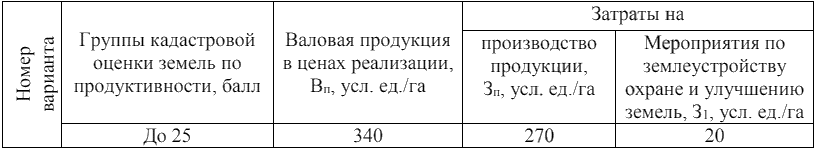 Номер
варианта
Группы кадастровой
оценки земель по
продуктивности, балл
Валовая продукция
в ценах реализации,
Вп, усл. ед./га
Затраты на
производство
продукции,
Зп, усл. ед./га
Мероприятия по
землеустройству
охране и улучшению
земель, З1, усл. ед./га
До 25
340
270
20